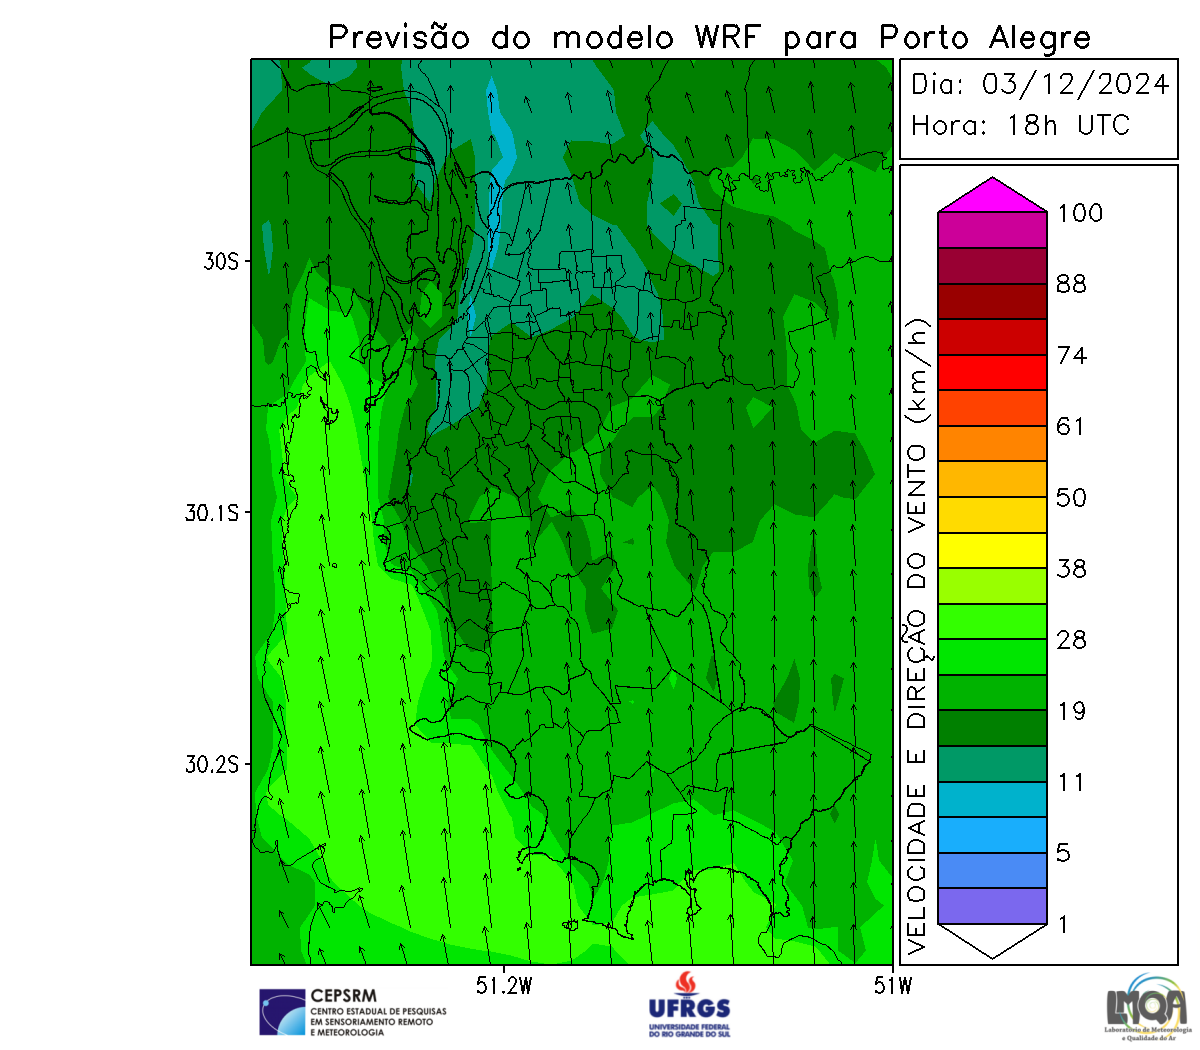 Previsão do modelo WRF para Porto Alegre
Dia: 03/12/2024
Hora: 18h UTC
30S
30.1S
30.2S
51.2W
51W
VELOCIDADE E DIREÇÃO DO VENTO (km/h)
100
88
74
61
50
38
28
19
11
5
1
CEPSRM
CENTRO ESTADUAL DE PESQUISAS
EM SENSORIAMENTO REMOTO
E METEOROLOGIA
UFRGS
UNIVERSIDADE FEDERAL
DO RIO GRANDE DO SUL
LMQA
Laboratório de Meteorologia
e Qualidade do Ar